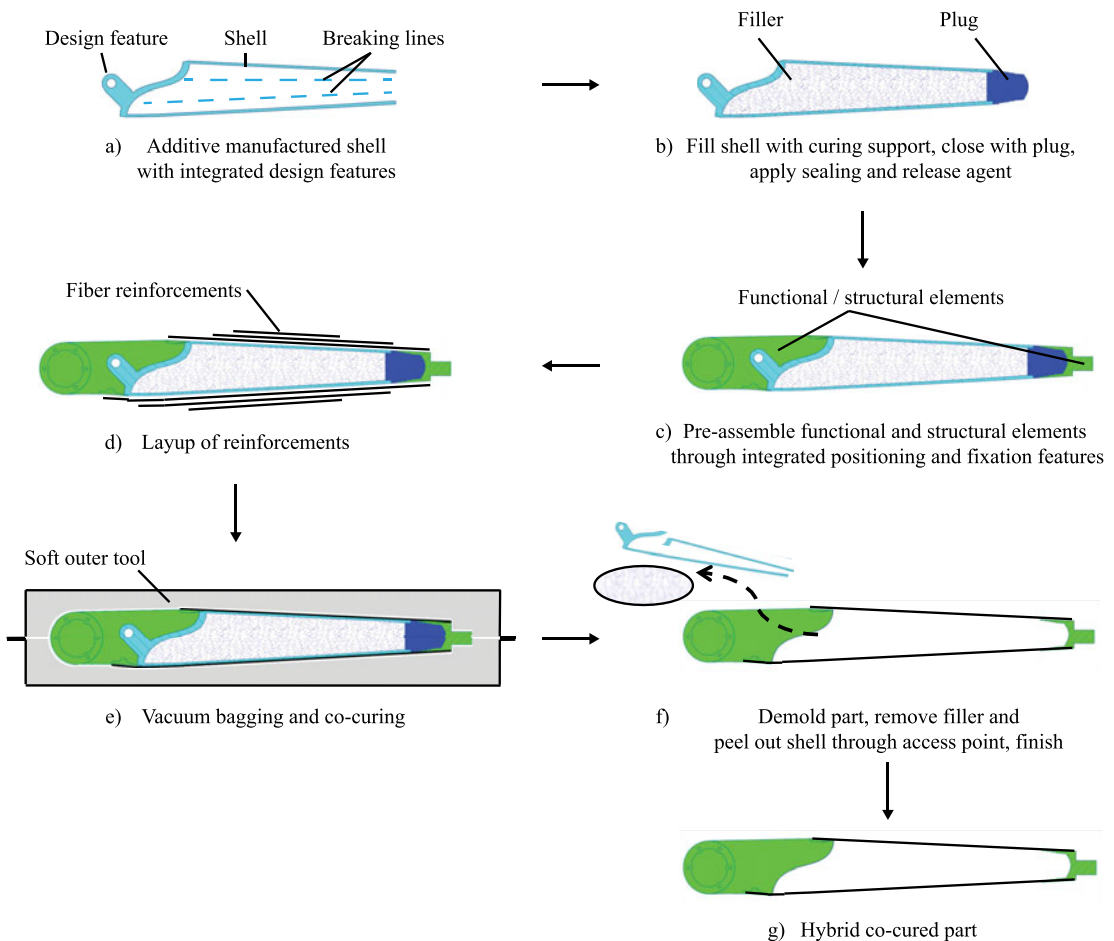 Design feature
Shell
Breaking lines
a) Additive manufactured shell
with integrated design features
Filler
Plug
b) Fill shell with curing support, close with plug,
apply sealing and release agent
Functional / structural elements
c) Pre-assemble functional and structural elements
through integrated positioning and fixation features
Fiber reinforcements
d) Layup of reinforcements
Soft outer tool
e) Vacuum bagging and co-curing
f) Demold part, remove filler and
peel out shell through access point, finish
g) Hybrid co-cured part